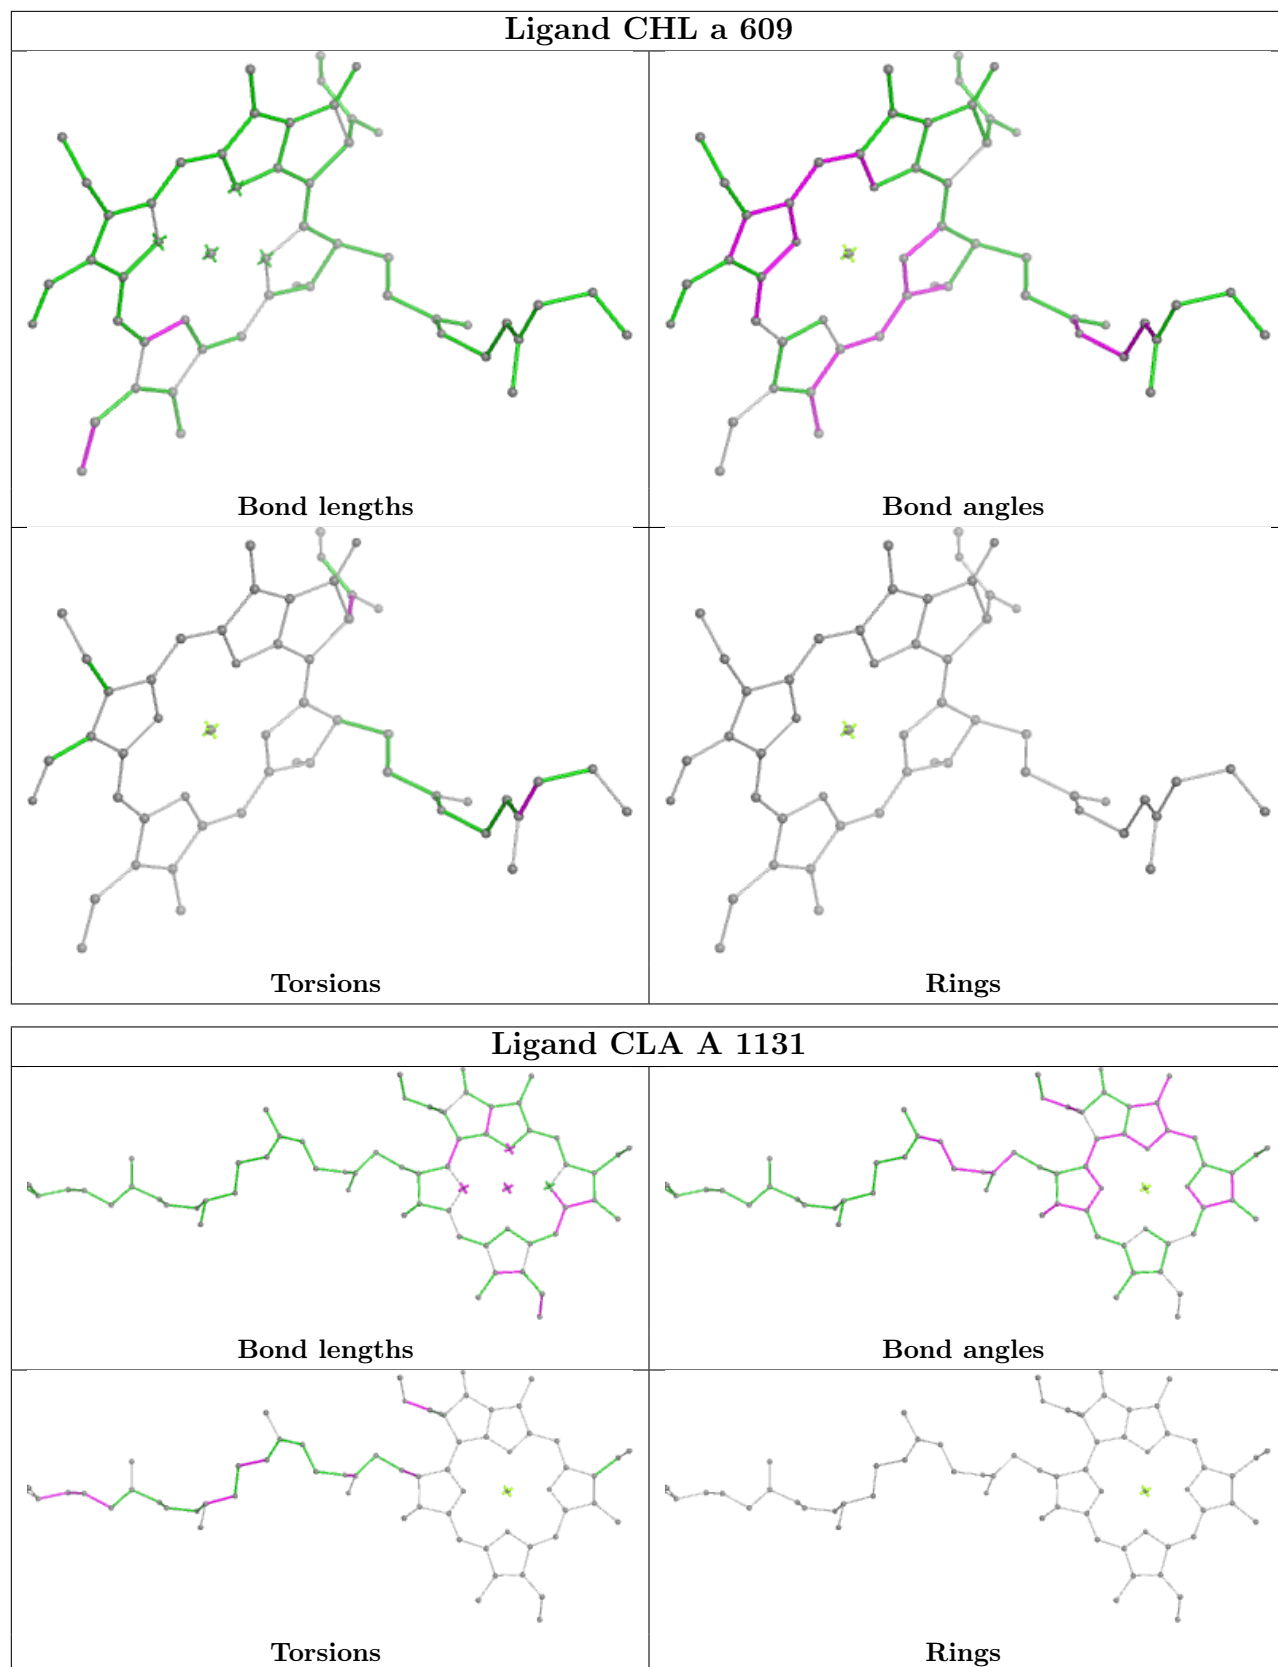 Ligand CHL a 609
Bond lengths
Bond angles
Torsions
Rings
Ligand CLA A 1131
Bond lengths
Bond angles
Torsions
Rings